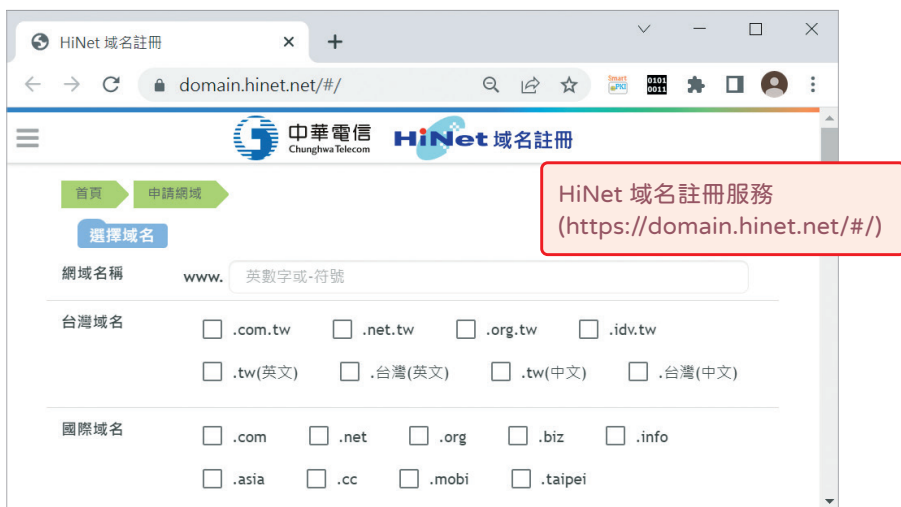 HiNet 域名註冊
domain.hinet.net/#/
Smart
ePKI
0101
0011
中華電信
Chunghwa Telecom
HiNet 域名註冊
首頁
申請網域
HiNet 域名註冊服務
(https://domain.hinet.net/#/)
選擇域名
網域名稱 www. 英數字或-符號
台灣域名 .com.tw .net.tw .org.tw .idv.tw
.tw(英文) .台灣(英文) .tw(中文) .台灣(中文)
國際域名 .com .net .org .biz .info
.asia .cc .mobi .taipei